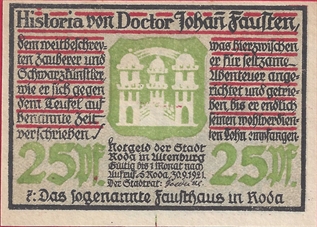 Historia von Doctor Johañ Fausten,
dem weitbeschrey-
ten Zauberer und
Schwarzkünstler,
wie er sich gegen
dem Teufel auf
benannte Zeit
verschrieben.
was hierzwischen
er für seltzame
Abenteuer ange-
richtet und getrie-
ben, bis er endlich
seinen wohlverdien-
ten Lohn empfangen.
25 Pf.
Notgeld der Stadt
Roda in Altenburg
Gültig bis 1 Monat nach
Aufruf. Roda, 30.9.1921.
Der Stadtrat:
25 Pf.
7: Das sogenannte Fausthaus in Roda